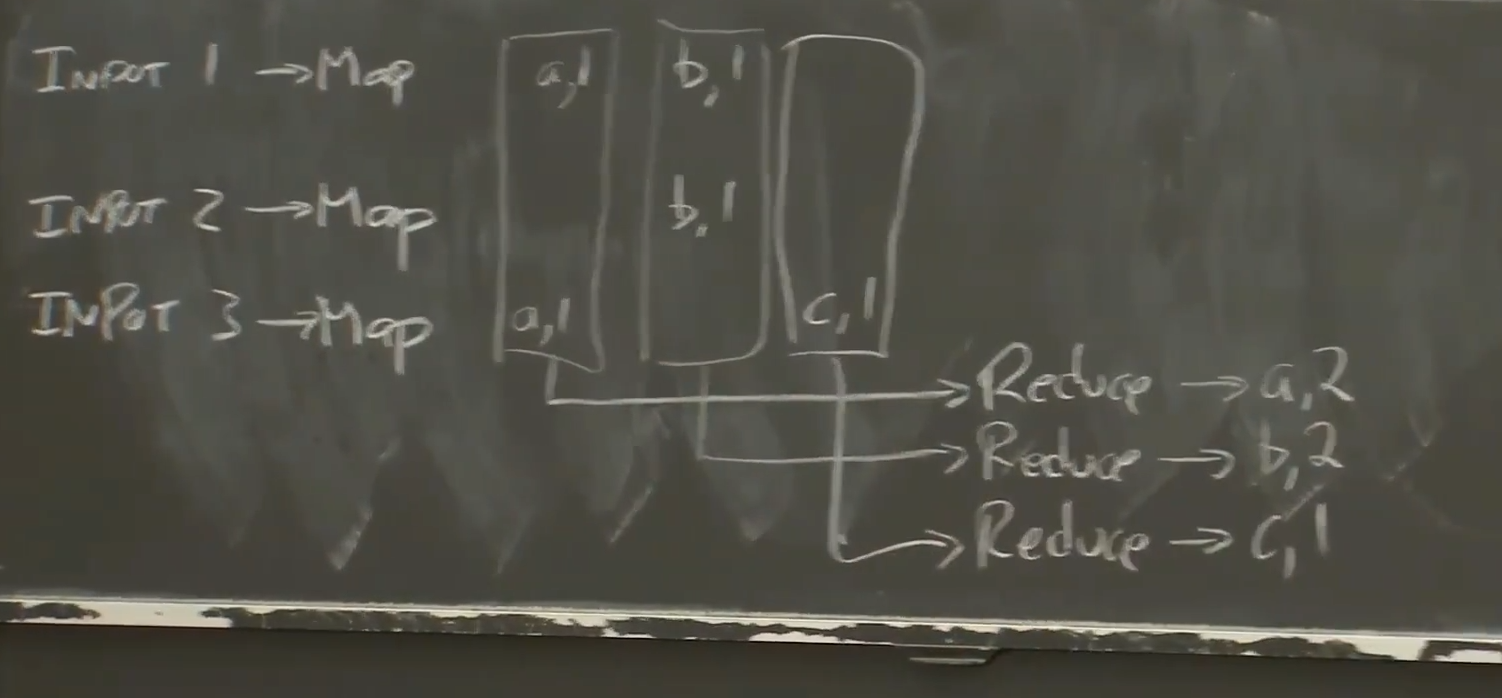 INPUT 1 → Map a,1 b,1
INPUT 2 → Map b,1
INPUT 3 → Map a,1 c,1
Reduce → a,2
Reduce → b,2
Reduce → c,1